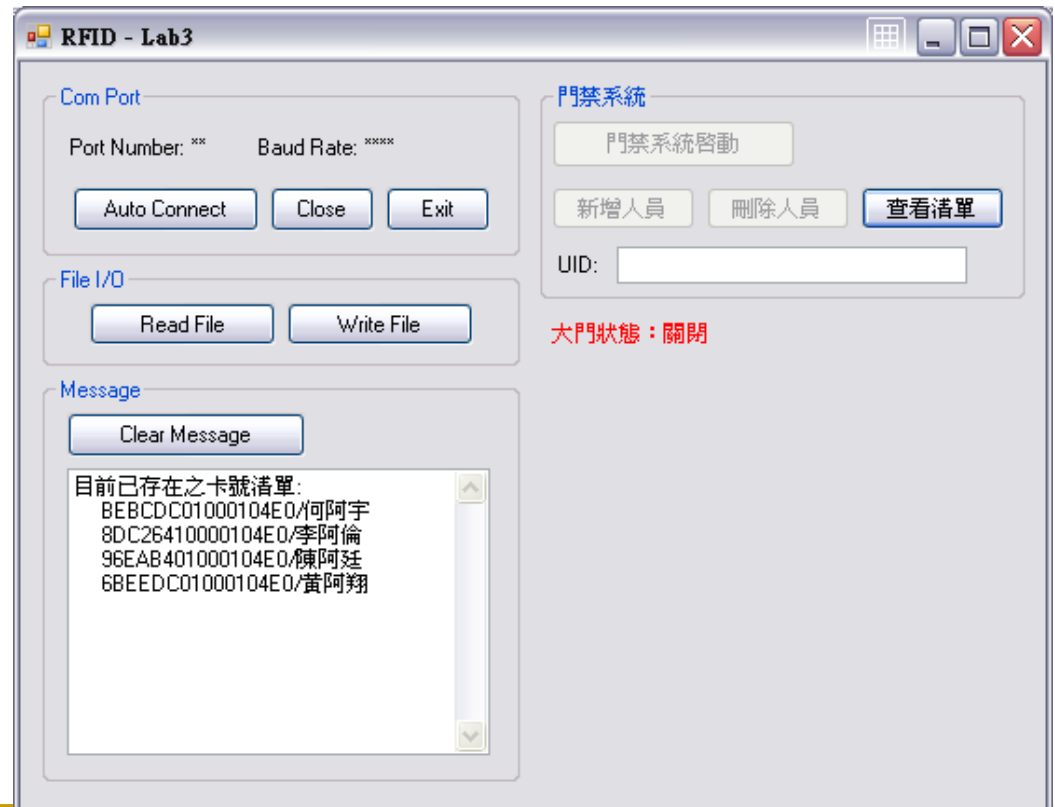 RFID - Lab3
Com Port
Port Number: ** Baud Rate: ****
Auto Connect Close Exit
File I/O
Read File Write File
Message
Clear Message
目前已存在之卡號清單:
BEBCDC01000104E0/何阿宇
8DC26410000104E0/李阿倫
96EAB401000104E0/陳阿廷
6BEEDC01000104E0/黃阿翔
門禁系統
門禁系統啓動
新增人員 刪除人員 查看清單
UID:
大門狀態：關閉